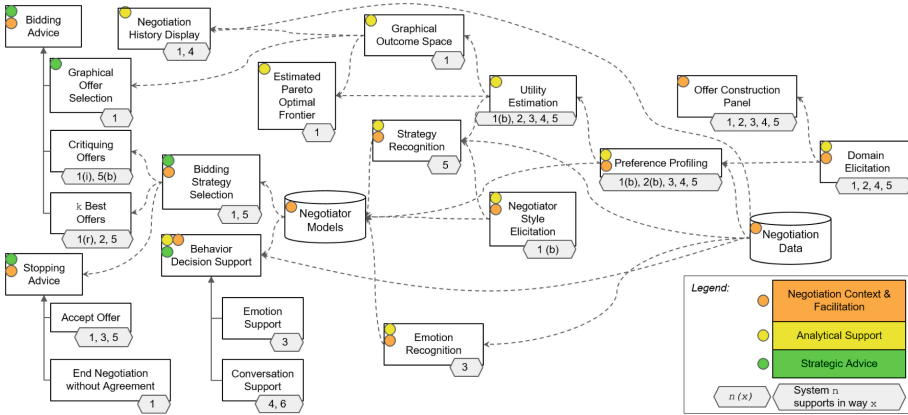 Bidding
Advice
Negotiation
History Display
1, 4
Graphical
Outcome Space
1
Graphical
Offer
Selection
1
Estimated
Pareto
Optimal
Frontier
1
Utility
Estimation
1(b), 2, 3, 4, 5
Offer Construction
Panel
1, 2, 3, 4, 5
Critiquing
Offers
1(i), 5(b)
Strategy
Recognition
5
Preference Profiling
1(b), 2(b), 3, 4, 5
Domain
Elicitation
1, 2, 4, 5
Bidding
Strategy
Selection
1, 5
k Best
Offers
1(r), 2, 5
Negotiator
Models
Negotiator
Style
Elicitation
1 (b)
Negotiation
Data
Stopping
Advice
Behavior
Decision Support
Accept Offer
1, 3, 5
Emotion
Support
3
Emotion
Recognition
3
End Negotiation
without Agreement
1
Conversation
Support
4, 6
Legend:
Negotiation Context &
Facilitation
Analytical Support
Strategic Advice
n(x)
System n
supports in way x